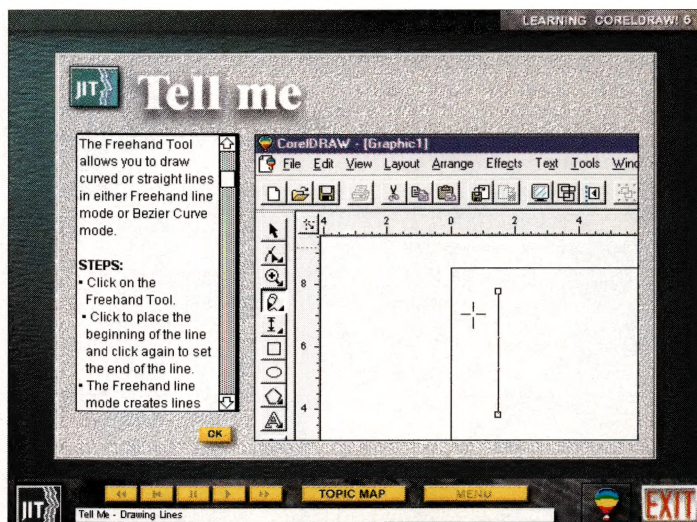 LEARNING CORELDRAW! 6
JIT
Tell me
The Freehand Tool
allows you to draw
curved or straight lines
in either Freehand line
mode or Bezier Curve
mode.
STEPS:
• Click on the
Freehand Tool.
• Click to place the
beginning of the line
and click again to set
the end of the line.
• The Freehand line
mode creates lines
OK
CorelDRAW - [Graphic1]
File Edit View Layout Arrange Effects Text Tools Wind
4 2 0 2 4
8
6
4
TOPIC MAP
MENU
JIT
Tell Me - Drawing Lines
EXIT